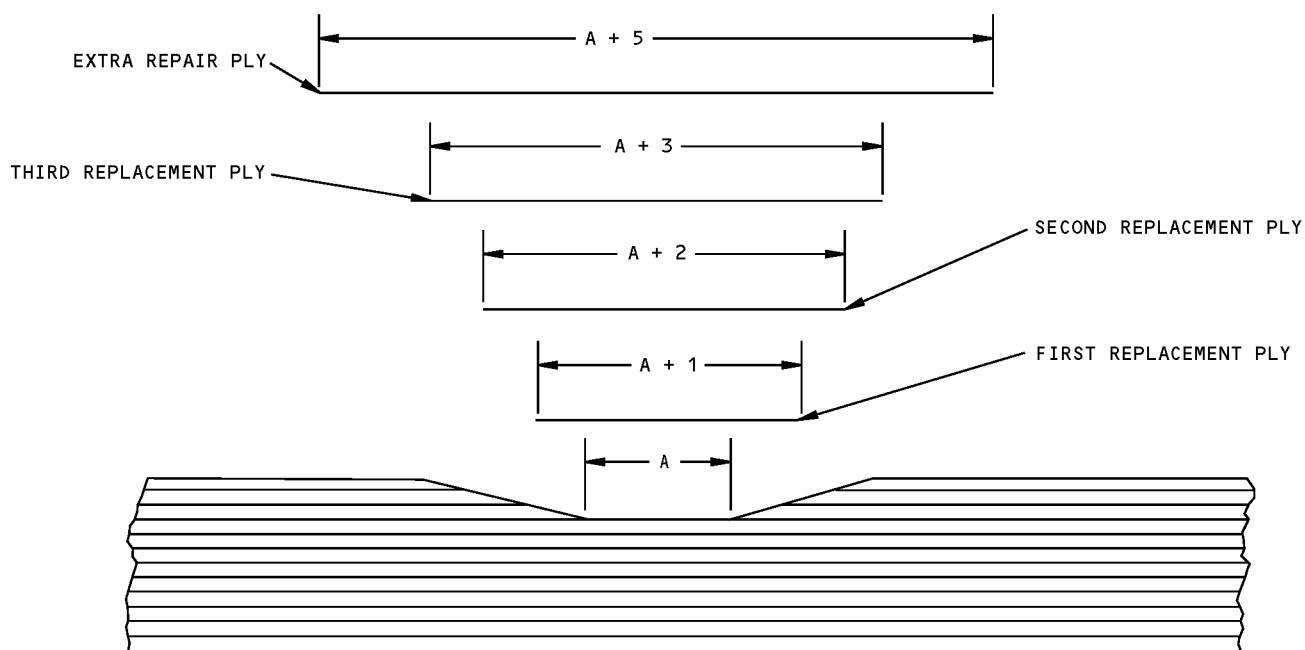 A + 5
EXTRA REPAIR PLY
A + 3
THIRD REPLACEMENT PLY
SECOND REPLACEMENT PLY
A + 2
FIRST REPLACEMENT PLY
A + 1
A